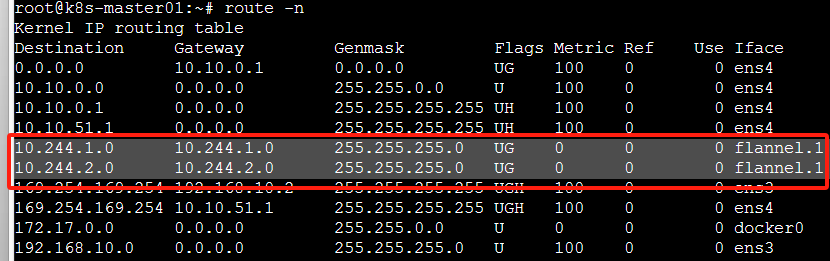 root@k8s-master01:~# route -n
Kernel IP routing table
Destination Gateway Genmask Flags Metric Ref Use Iface
0.0.0.0 10.10.0.1 0.0.0.0 UG 100 0 0 ens4
10.10.0.0 0.0.0.0 255.255.0.0 U 100 0 0 ens4
10.10.0.1 0.0.0.0 255.255.255.255 UH 100 0 0 ens4
10.10.51.1 0.0.0.0 255.255.255.255 UH 100 0 0 ens4
10.244.1.0 10.244.1.0 255.255.255.0 UG 0 0 0 flannel.1
10.244.2.0 10.244.2.0 255.255.255.0 UG 0 0 0 flannel.1
169.254.169.254 192.168.10.2 255.255.255.255 UGH 100 0 0 ens3
169.254.169.254 10.10.51.1 255.255.255.255 UGH 100 0 0 ens4
172.17.0.0 0.0.0.0 255.255.0.0 U 0 0 0 docker0
192.168.10.0 0.0.0.0 255.255.255.0 U 100 0 0 ens3